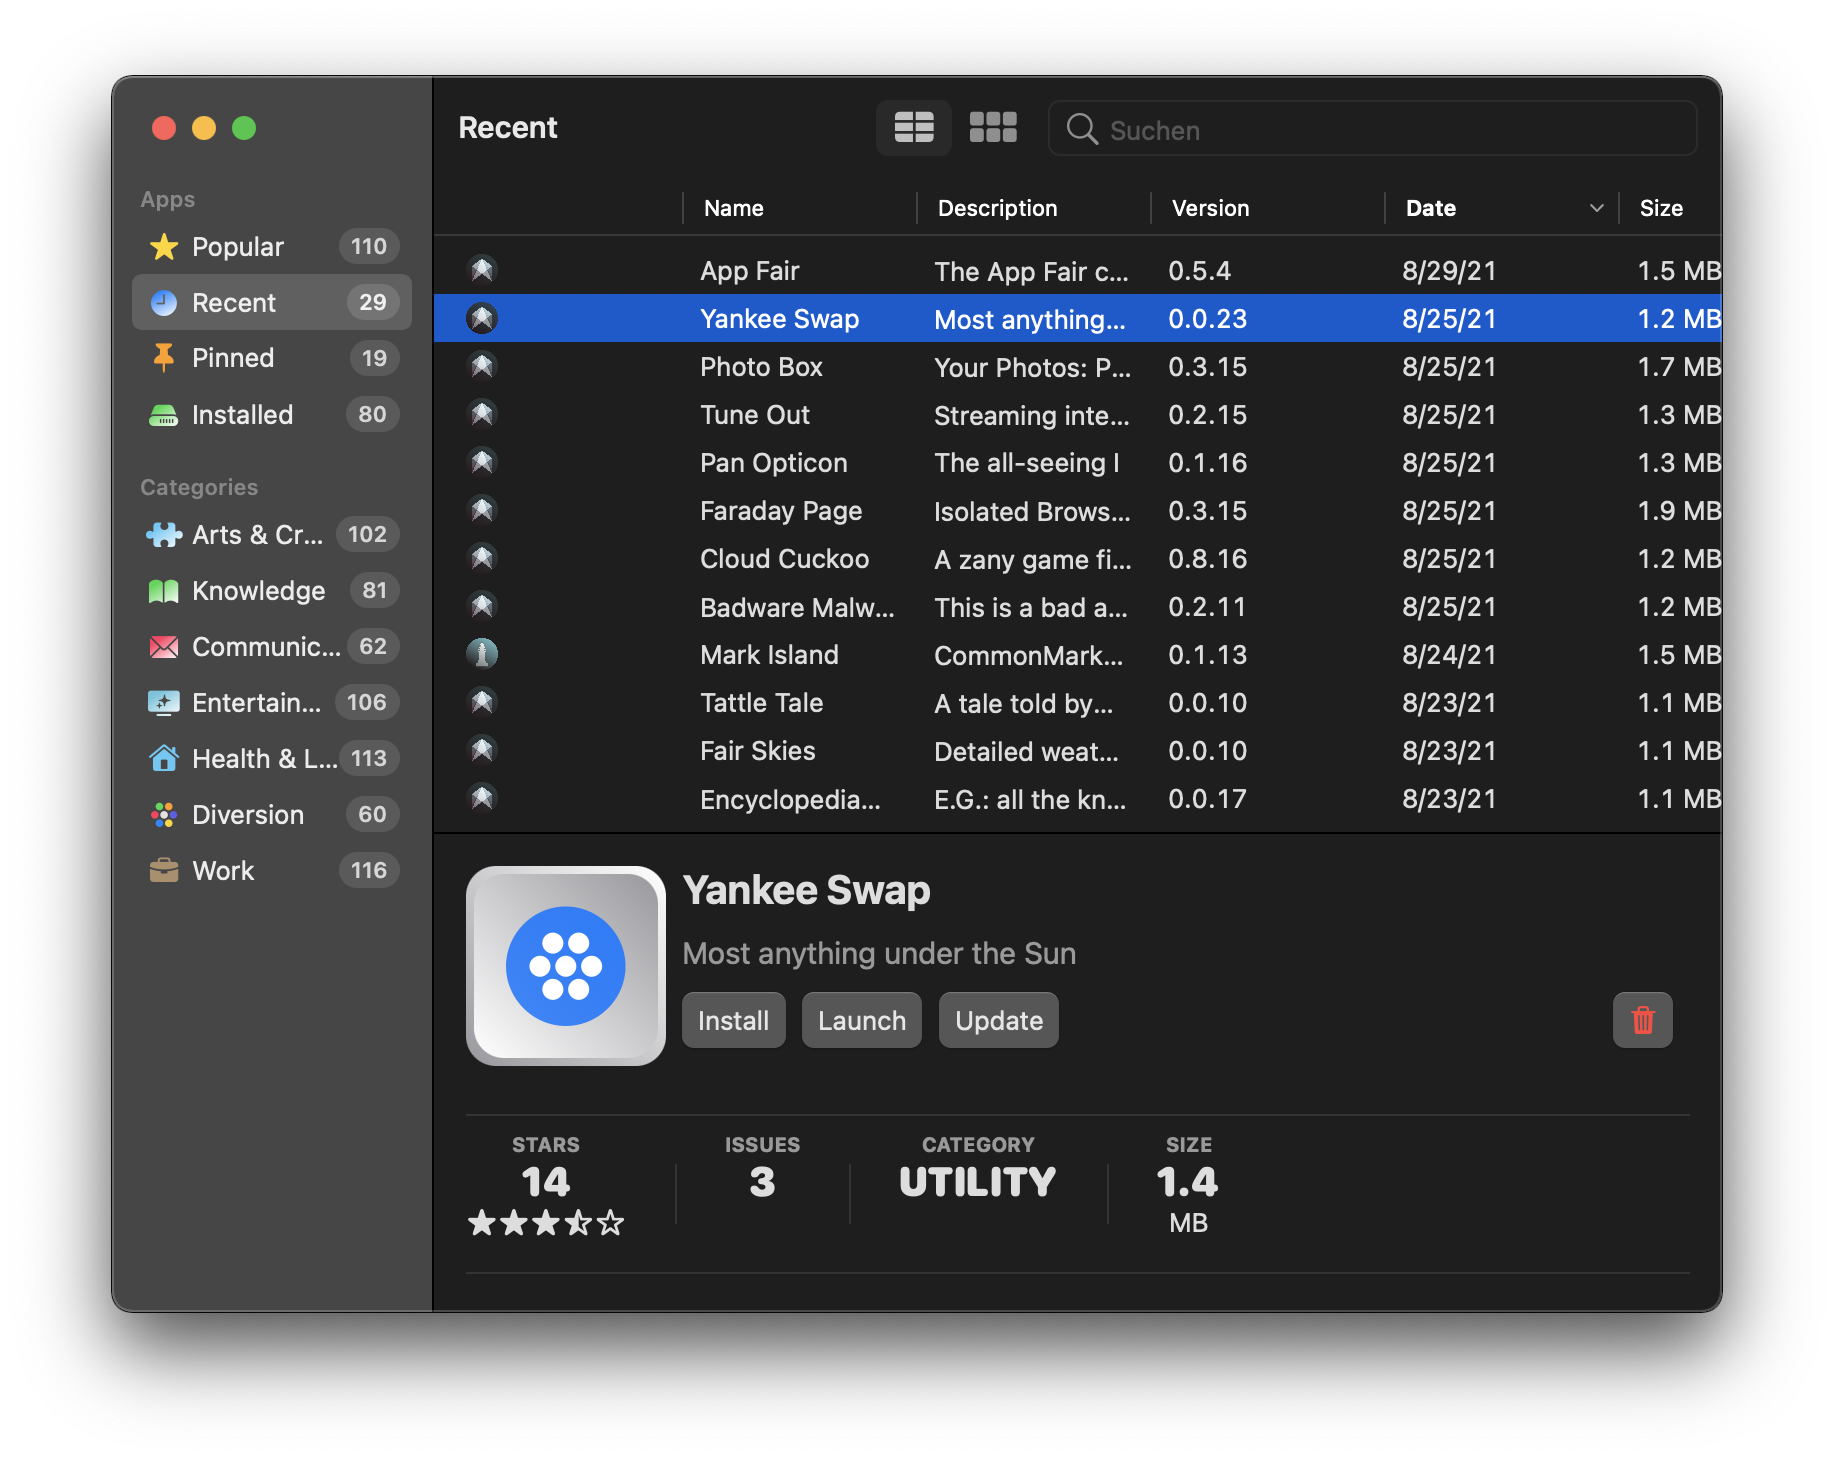 Recent
Suchen
Apps
Popular 110
Recent 29
Pinned 19
Installed 80
Categories
Arts & Cr... 102
Knowledge 81
Communic... 62
Entertain... 106
Health & L... 113
Diversion 60
Work 116
Name Description Version Date Size
App Fair The App Fair c... 0.5.4 8/29/21 1.5 MB
Yankee Swap Most anything... 0.0.23 8/25/21 1.2 MB
Photo Box Your Photos: P... 0.3.15 8/25/21 1.7 MB
Tune Out Streaming inte... 0.2.15 8/25/21 1.3 MB
Pan Opticon The all-seeing I 0.1.16 8/25/21 1.3 MB
Faraday Page Isolated Brows... 0.3.15 8/25/21 1.9 MB
Cloud Cuckoo A zany game fi... 0.8.16 8/25/21 1.2 MB
Badware Malw... This is a bad a... 0.2.11 8/25/21 1.2 MB
Mark Island CommonMark... 0.1.13 8/24/21 1.5 MB
Tattle Tale A tale told by... 0.0.10 8/23/21 1.1 MB
Fair Skies Detailed weat... 0.0.10 8/23/21 1.1 MB
Encyclopedia... E.G.: all the kn... 0.0.17 8/23/21 1.1 MB
Yankee Swap
Most anything under the Sun
Install Launch Update
STARS ISSUES CATEGORY SIZE
14 3 UTILITY 1.4
MB